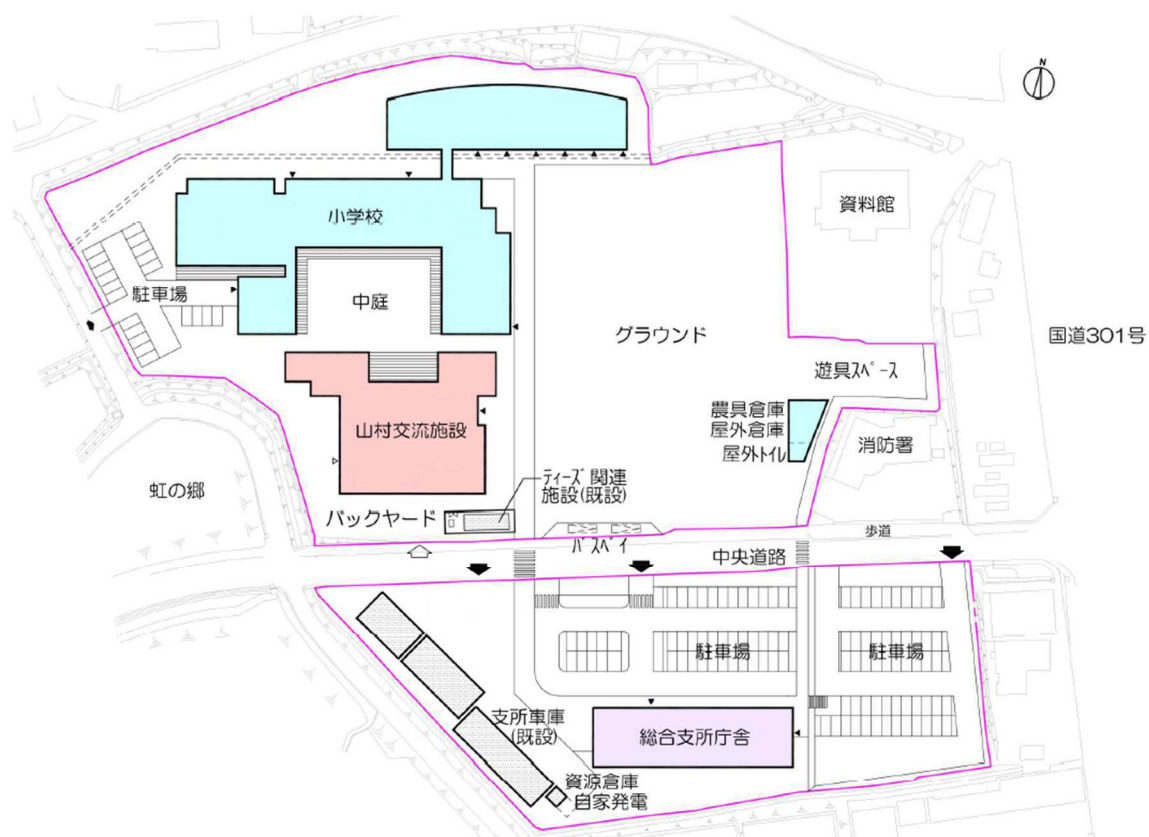 N
小学校
資料館
駐車場
中庭
グラウンド
国道301号
遊具ｽﾍﾟｰｽ
農具倉庫
屋外倉庫
屋外ﾄｲﾚ
消防署
山村交流施設
ﾃｨｰｽﾞ関連
施設(既設)
虹の郷
バックヤード
ﾊﾞｽﾍﾞｲ
歩道
中央道路
駐車場
駐車場
支所車庫
(既設)
総合支所庁舎
資源倉庫
自家発電